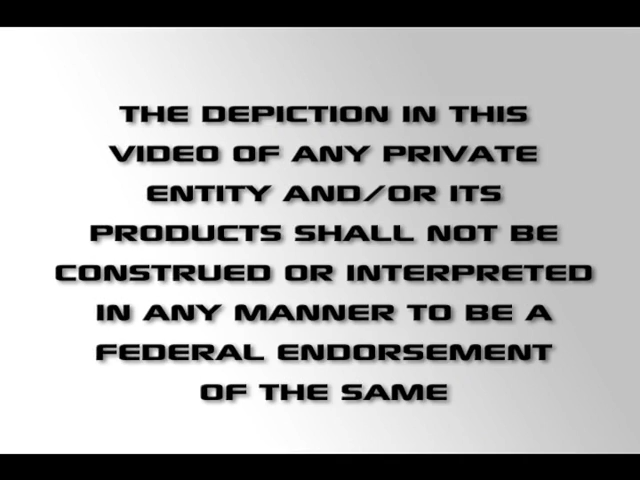 THE DEPICTION IN THIS
VIDEO OF ANY PRIVATE
ENTITY AND/OR ITS
PRODUCTS SHALL NOT BE
CONSTRUED OR INTERPRETED
IN ANY MANNER TO BE A
FEDERAL ENDORSEMENT
OF THE SAME